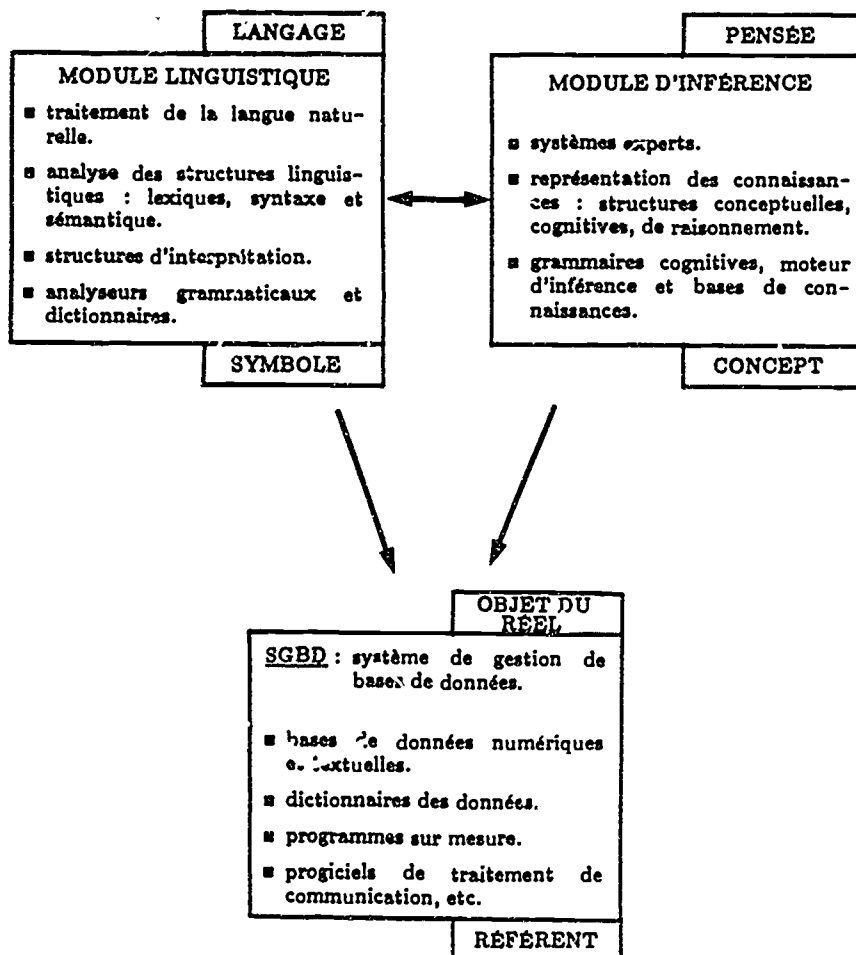 LANGAGE
MODULE LINGUISTIQUE
■ traitement de la langue natu-
relle.
■ analyse des structures linguis-
tiques : lexiques, syntaxe et
sémantique.
■ structures d'interprétation.
■ analyseurs grammaticaux et
dictionnaires.
SYMBOLE
PENSÉE
MODULE D'INFÉRENCE
■ systèmes experts.
■ représentation des connaissan-
ces : structures conceptuelles,
cognitives, de raisonnement.
■ grammaires cognitives, moteur
d'inférence et bases de con-
naissances.
CONCEPT
OBJET DU
RÉEL
SGBD : système de gestion de
bases de données.
■ bases de données numériques
et textuelles.
■ dictionnaires des données.
■ programmes sur mesure.
■ progiciels de traitement de
communication, etc.
RÉFÉRENT